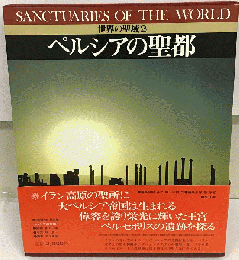 SANCTUARIES OF THE WORLD
世界の聖域 2
ペルシアの聖都
イラン高原の聖所に
大ペルシア帝国は生まれる
偉容を誇り栄光に輝いた王宮
ペルセポリスの遺跡を探る